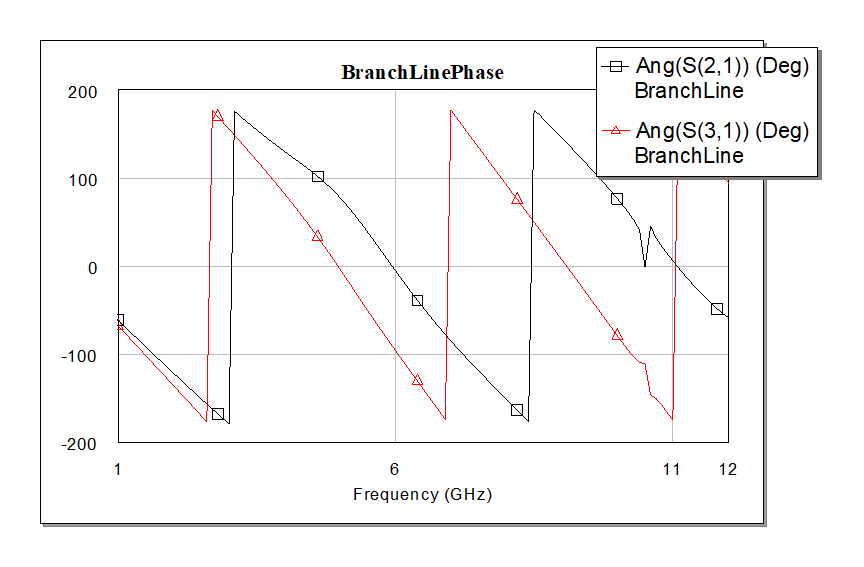 BranchLinePhase
Ang(S(2,1)) (Deg)
BranchLine
Ang(S(3,1)) (Deg)
BranchLine
200
100
0
-100
-200
1 6 11 12
Frequency (GHz)